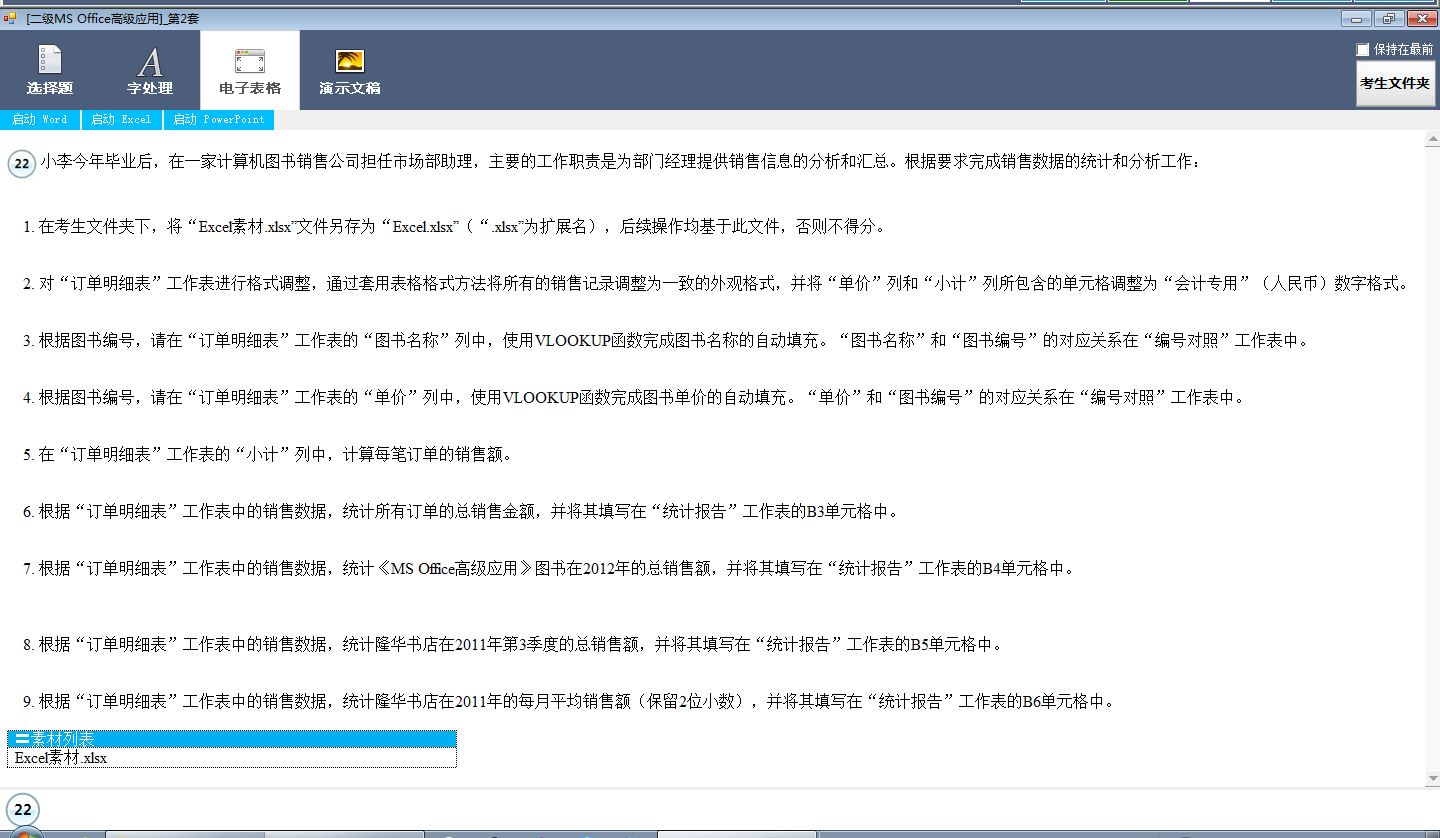 [二级MS Office高级应用]_第2套
选择题
字处理
电子表格
演示文稿
保持在最前
考生文件夹
启动 Word
启动 Excel
启动 PowerPoint
22 小李今年毕业后，在一家计算机图书销售公司担任市场部助理，主要的工作职责是为部门经理提供销售信息的分析和汇总。根据要求完成销售数据的统计和分析工作：
1. 在考生文件夹下，将“Excel素材.xlsx”文件另存为“Excel.xlsx”（“.xlsx”为扩展名），后续操作均基于此文件，否则不得分。
2. 对“订单明细表”工作表进行格式调整，通过套用表格格式方法将所有的销售记录调整为一致的外观格式，并将“单价”列和“小计”列所包含的单元格调整为“会计专用”（人民币）数字格式。
3. 根据图书编号，请在“订单明细表”工作表的“图书名称”列中，使用VLOOKUP函数完成图书名称的自动填充。“图书名称”和“图书编号”的对应关系在“编号对照”工作表中。
4. 根据图书编号，请在“订单明细表”工作表的“单价”列中，使用VLOOKUP函数完成图书单价的自动填充。“单价”和“图书编号”的对应关系在“编号对照”工作表中。
5. 在“订单明细表”工作表的“小计”列中，计算每笔订单的销售额。
6. 根据“订单明细表”工作表中的销售数据，统计所有订单的总销售金额，并将其填写在“统计报告”工作表的B3单元格中。
7. 根据“订单明细表”工作表中的销售数据，统计《MS Office高级应用》图书在2012年的总销售额，并将其填写在“统计报告”工作表的B4单元格中。
8. 根据“订单明细表”工作表中的销售数据，统计隆华书店在2011年第3季度的总销售额，并将其填写在“统计报告”工作表的B5单元格中。
9. 根据“订单明细表”工作表中的销售数据，统计隆华书店在2011年的每月平均销售额（保留2位小数），并将其填写在“统计报告”工作表的B6单元格中。
素材列表
Excel素材.xlsx
22